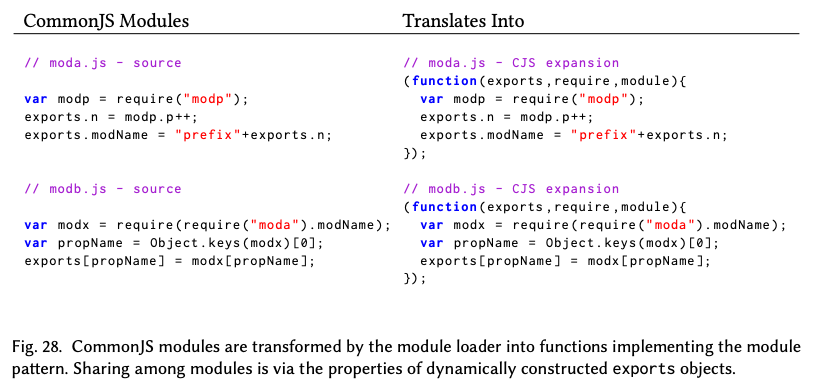 CommonJS Modules
Translates Into
// moda.js - source
var modp = require("modp");
exports.n = modp.p++;
exports.modName = "prefix"+exports.n;
// moda.js - CJS expansion
(function(exports,require,module){
  var modp = require("modp");
  exports.n = modp.p++;
  exports.modName = "prefix"+exports.n;
});
// modb.js - source
var modx = require(require("moda").modName);
var propName = Object.keys(modx)[0];
exports[propName] = modx[propName];
// modb.js - CJS expansion
(function(exports,require,module){
  var modx = require(require("moda").modName);
  var propName = Object.keys(modx)[0];
  exports[propName] = modx[propName];
});
Fig. 28. CommonJS modules are transformed by the module loader into functions implementing the module
pattern. Sharing among modules is via the properties of dynamically constructed exports objects.